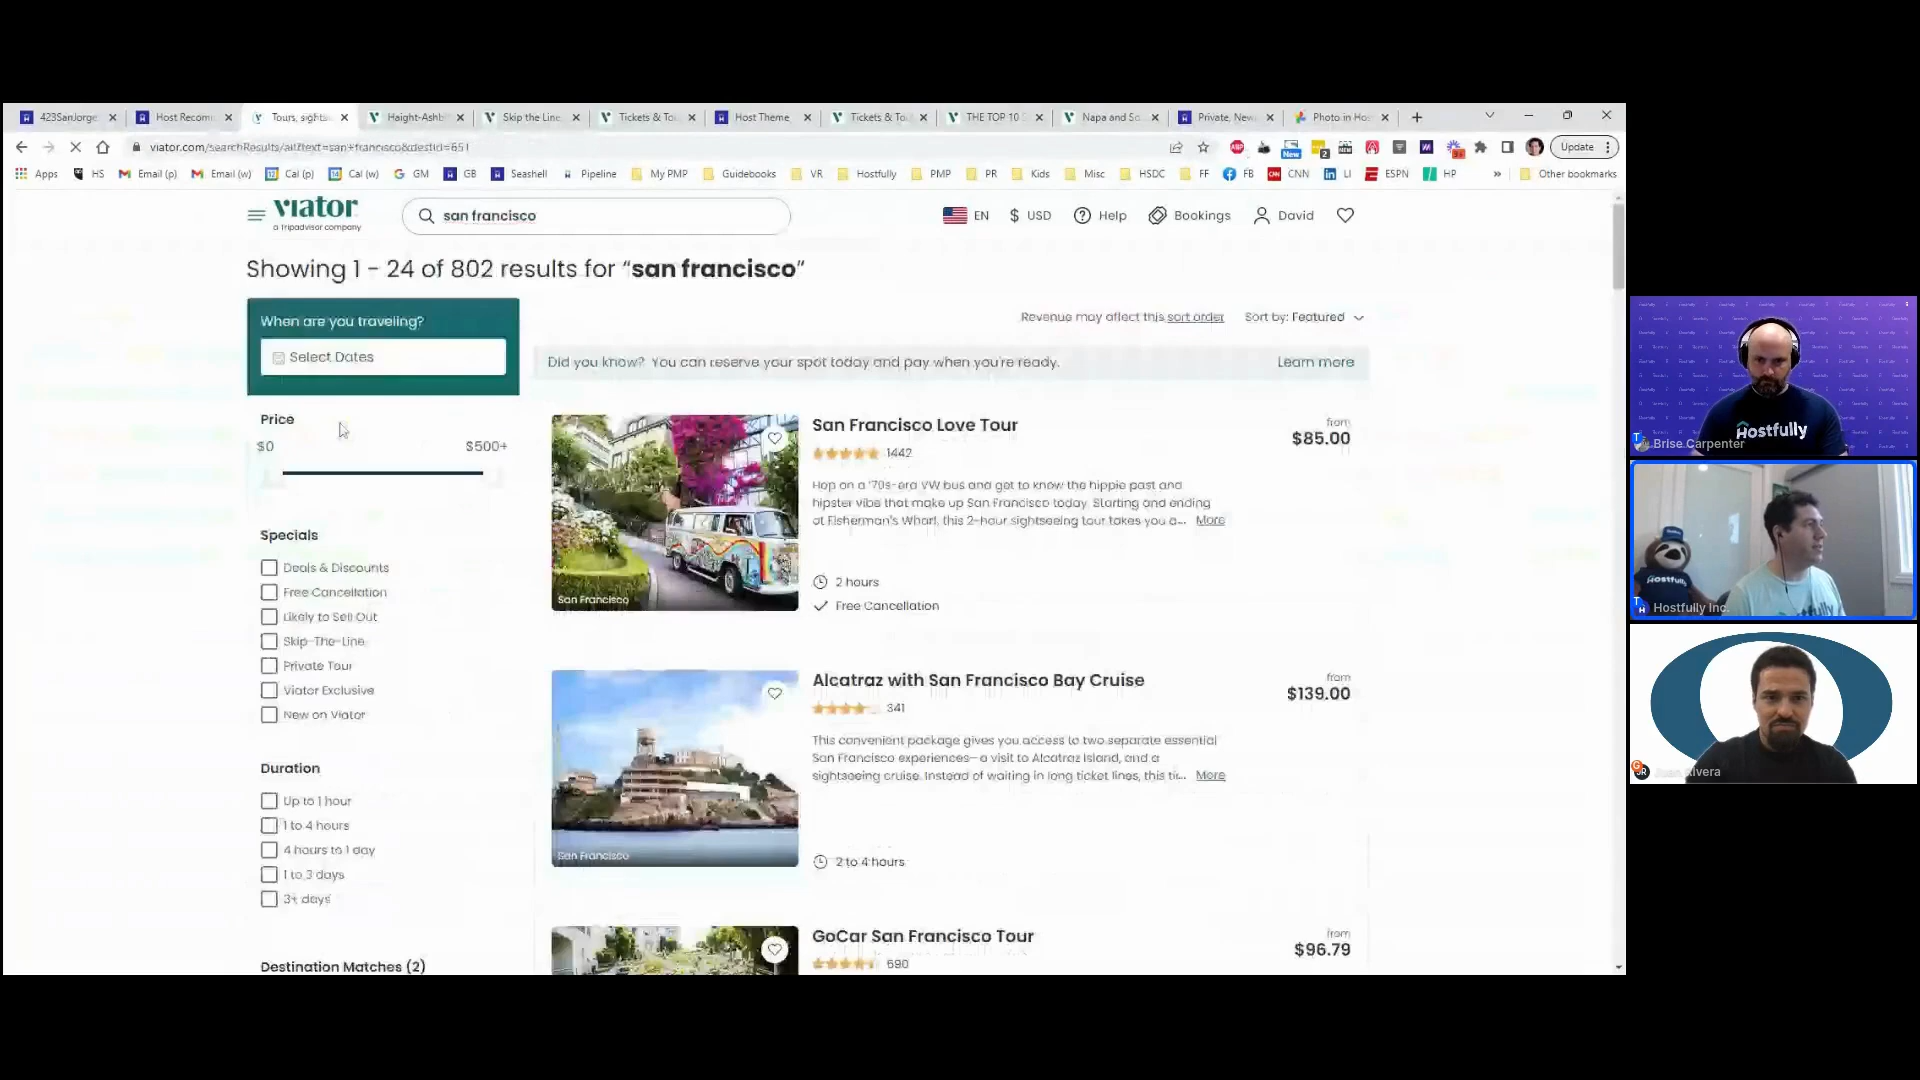 423SanJorge
Host Recom
Tours, sights
Haight-Ashb
Skip the Line
Tickets & To
Host Theme
Tickets & To
THE TOP 10
Napa and So
Private, New
Photo in Hos
viator.com/searchResults/all?text=san+francisco&destId=651
New
2
Update
Apps
HS
Email (p)
Email (w)
Cal (p)
Cal (w)
GM
GB
Seashell
Pipeline
My PMP
Guidebooks
VR
Hostfully
PMP
PR
Kids
Misc
HSDC
FF
FB
CNN
LI
ESPN
HP
»
Other bookmarks
viator
a tripadvisor company
san francisco
EN
$ USD
Help
Bookings
David
Showing 1 - 24 of 802 results for “san francisco”
When are you traveling?
Select Dates
Revenue may affect this sort order
Sort by: Featured
Did you know? You can reserve your spot today and pay when you're ready.
Learn more
Price
$0
$500+
Specials
Deals & Discounts
Free Cancellation
Likely to Sell Out
Skip-The-Line
Private Tour
Viator Exclusive
New on Viator
Duration
Up to 1 hour
1 to 4 hours
4 hours to 1 day
1 to 3 days
3+ days
Destination Matches (2)
San Francisco
San Francisco Love Tour
1442
from
$85.00
Hop on a '70s-era VW bus and get to know the hippie past and
hipster vibe that make up San Francisco today. Starting and ending
at Fisherman's Wharf, this 2-hour sightseeing tour takes you a... More
2 hours
Free Cancellation
San Francisco
Alcatraz with San Francisco Bay Cruise
341
from
$139.00
This convenient package gives you access to two separate essential
San Francisco experiences—a visit to Alcatraz Island, and a
sightseeing cruise. Instead of waiting in long ticket lines, this ti... More
2 to 4 hours
GoCar San Francisco Tour
690
from
$96.79
Hostfully
Brise Carpenter
Hostfully
Hostfully
Hostfully Inc.
JR
Juan Rivera